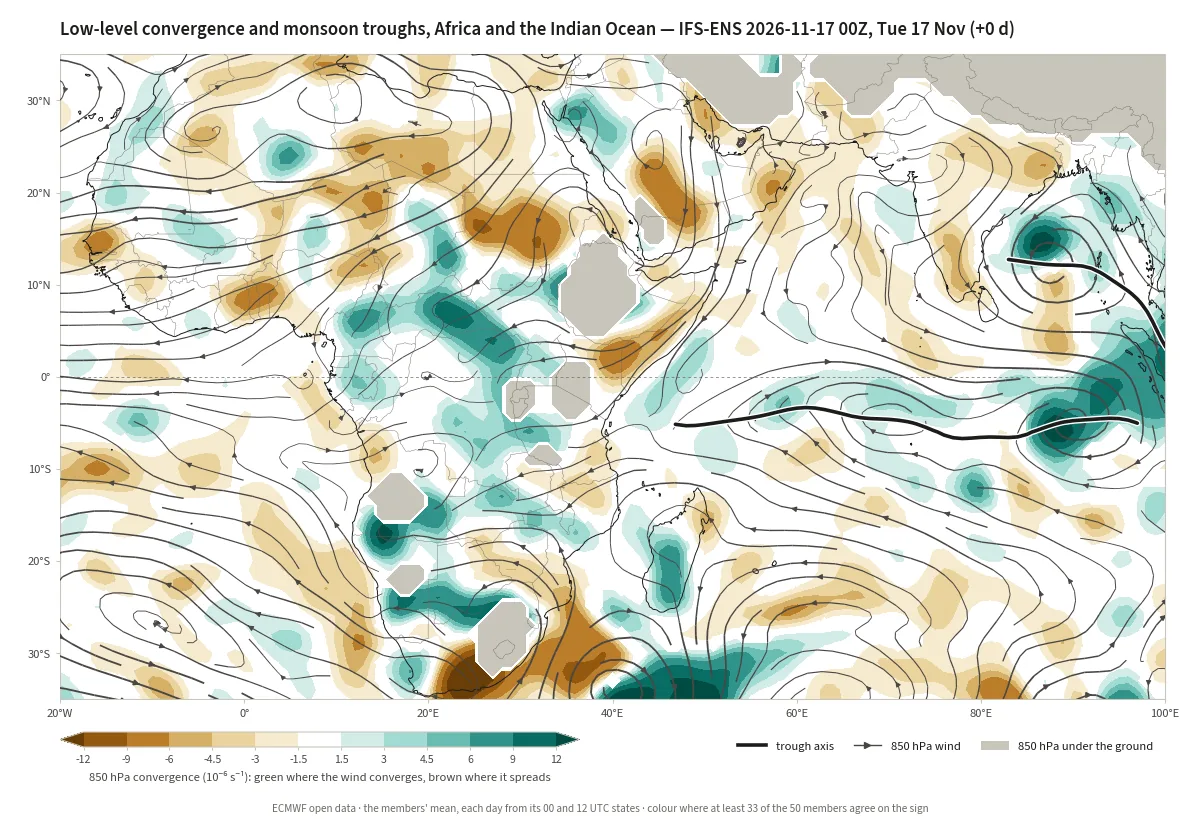 Low-level convergence and monsoon troughs, Africa and the Indian Ocean — IFS-ENS 2026-11-17 00Z, Tue 17 Nov (+0 d)
30°N
20°N
10°N
0°
10°S
20°S
30°S
20°W 0° 20°E 40°E 60°E 80°E 100°E
-12 -9 -6 -4.5 -3 -1.5 1.5 3 4.5 6 9 12
850 hPa convergence (10⁻⁶ s⁻¹): green where the wind converges, brown where it spreads
trough axis 850 hPa wind 850 hPa under the ground
ECMWF open data · the members' mean, each day from its 00 and 12 UTC states · colour where at least 33 of the 50 members agree on the sign